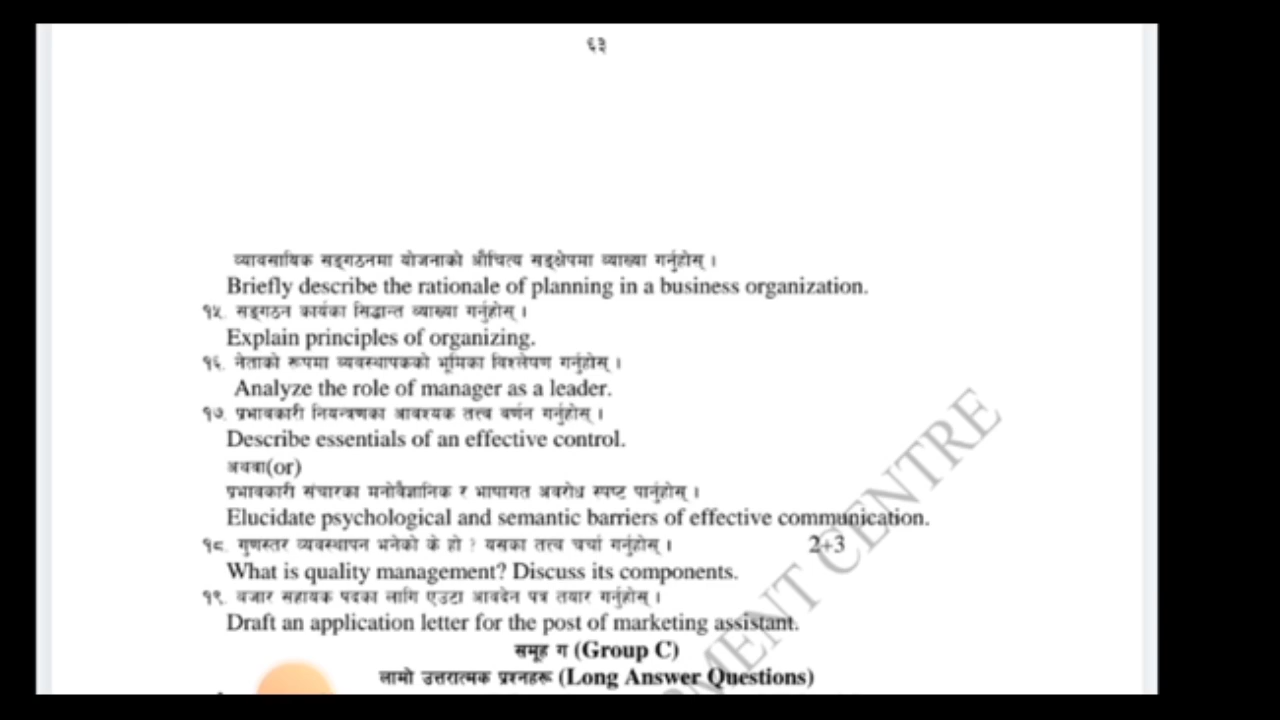 ६३
व्यावसायिक सङ्गठनमा योजनाको औचित्य सङ्क्षेपमा व्याख्या गर्नुहोस् ।
Briefly describe the rationale of planning in a business organization.
१५. सङ्गठन कार्यका सिद्धान्त व्याख्या गर्नुहोस् ।
Explain principles of organizing.
१६. नेताको रूपमा व्यवस्थापकको भूमिका विश्लेषण गर्नुहोस् ।
Analyze the role of manager as a leader.
१७. प्रभावकारी नियन्त्रणका आवश्यक तत्त्व वर्णन गर्नुहोस् ।
Describe essentials of an effective control.
अथवा(or)
प्रभावकारी संचारका मनोवैज्ञानिक र भाषागत अवरोध स्पष्ट पार्नुहोस् ।
Elucidate psychological and semantic barriers of effective communication.
१८. गुणस्तर व्यवस्थापन भनेको के हो ? यसका तत्त्व चर्चा गर्नुहोस् । 2+3
What is quality management? Discuss its components.
१९. बजार सहायक पदका लागि एउटा आवदेन पत्र तयार गर्नुहोस् ।
Draft an application letter for the post of marketing assistant.
समूह ग (Group C)
लामो उत्तरात्मक प्रश्नहरू (Long Answer Questions)
MENT CENTRE